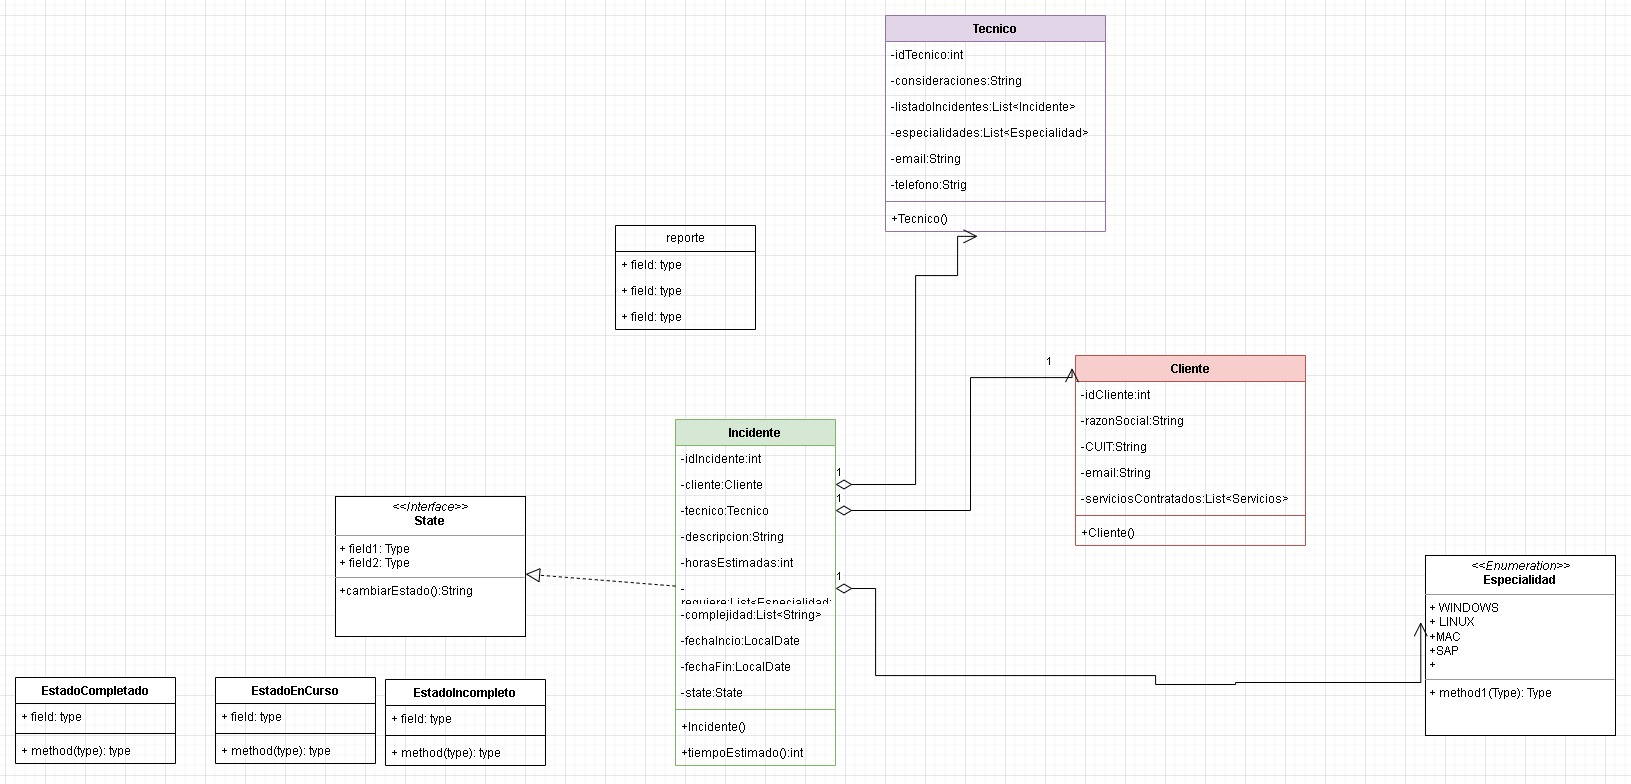 Tecnico
-idTecnico:int
-consideraciones:String
-listadoIncidentes:List<Incidente>
-especialidades:List<Especialidad>
-email:String
-telefono:Strig
+Tecnico()
reporte
+ field: type
+ field: type
+ field: type
1
Cliente
-idCliente:int
-razonSocial:String
-CUIT:String
-email:String
-serviciosContratados:List<Servicios>
+Cliente()
Incidente
-idIncidente:int
-cliente:Cliente
-tecnico:Tecnico
-descripcion:String
-horasEstimadas:int
-
requiere:List<Especialidad:
-complejidad:List<String>
-fechaIncio:LocalDate
-fechaFin:LocalDate
-state:State
+Incidente()
+tiempoEstimado():int
1
1
1
<<Interface>>
State
+ field1: Type
+ field2: Type
+cambiarEstado():String
<<Enumeration>>
Especialidad
+ WINDOWS
+ LINUX
+MAC
+SAP
+
+ method1(Type): Type
EstadoCompletado
+ field: type
+ method(type): type
EstadoEnCurso
+ field: type
+ method(type): type
EstadoIncompleto
+ field: type
+ method(type): type